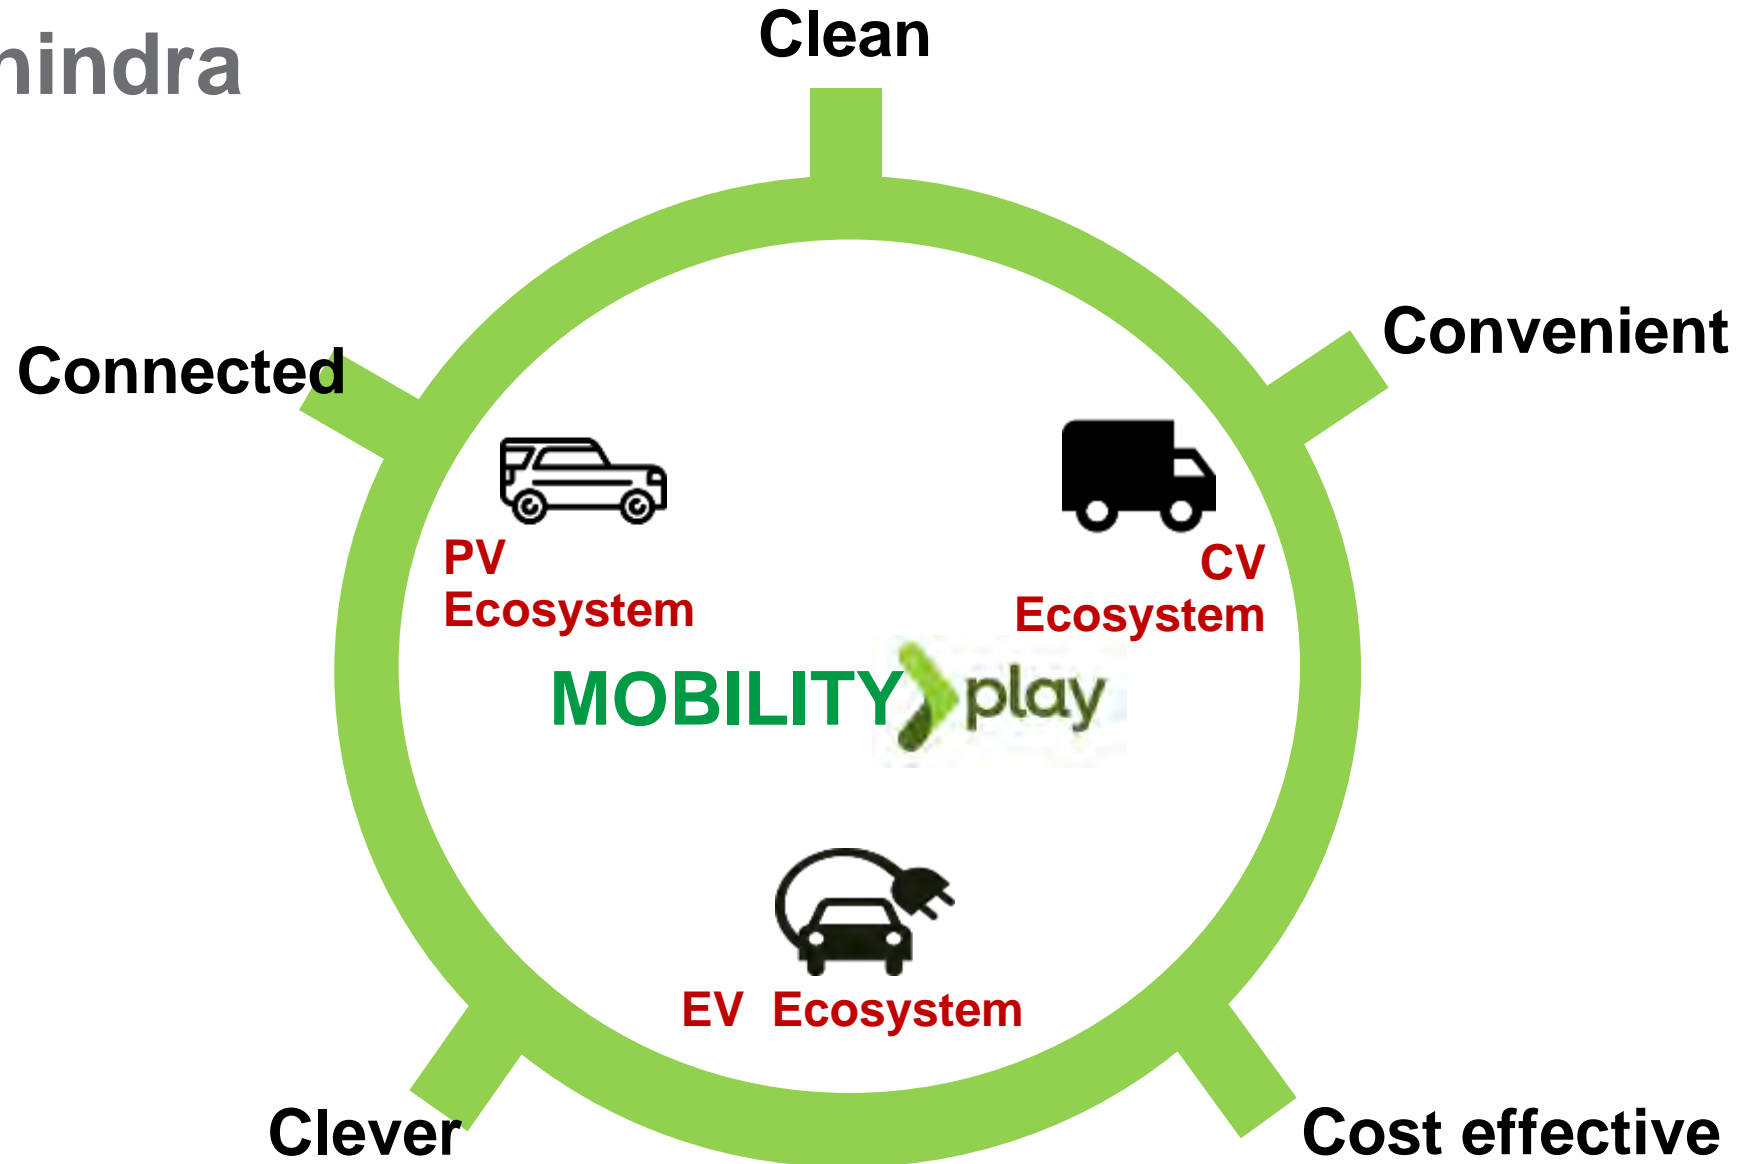 Clean
hindra
Convenient
Connected
PV
Ecosystem
CV
Ecosystem
MOBILITY play
EV Ecosystem
Clever
Cost effective